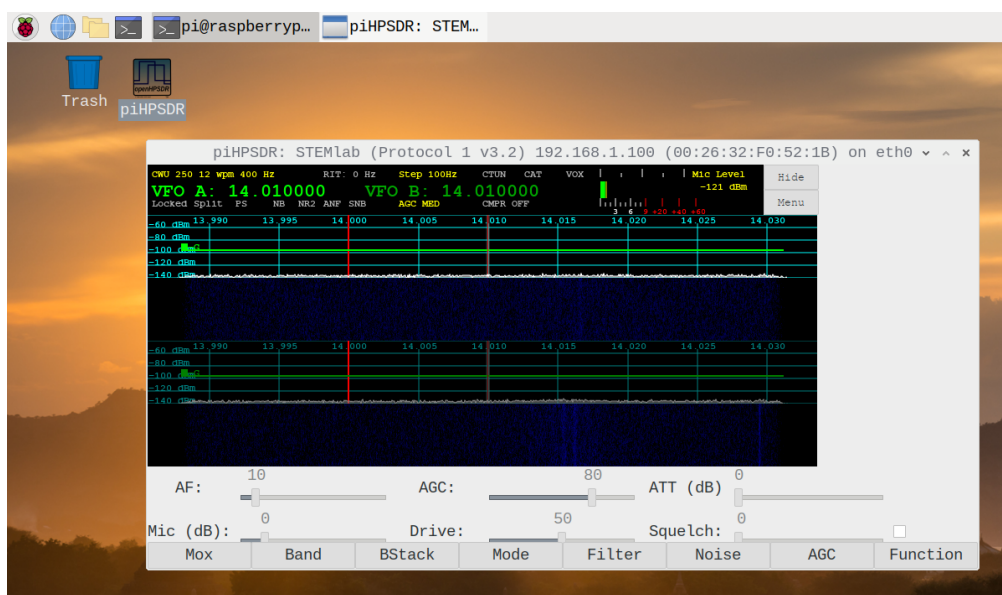 pi@raspberryp… piHPSDR: STEM…
openHPSDR
Trash
piHPSDR
piHPSDR: STEMlab (Protocol 1 v3.2) 192.168.1.100 (00:26:32:F0:52:1B) on eth0
CWU 250 12 wpm 400 Hz RIT: 0 Hz Step 100Hz CTUN CAT VOX Mic Level Hide
VFO A: 14.010000 VFO B: 14.010000 -121 dBm
Locked Split PS NB NR2 ANF SNB AGC MED CMPR OFF Menu
3 6 9 +20 +40 +60
-60 dBm 13.990 13.995 14.000 14.005 14.010 14.015 14.020 14.025 14.030
-80 dBm
-100 dBm G
-120 dBm
-140 dBm
-60 dBm 13.990 13.995 14.000 14.005 14.010 14.015 14.020 14.025 14.030
-80 dBm
-100 dBm G
-120 dBm
-140 dBm
10 80 0
AF: AGC: ATT (dB)
0 50 0
Mic (dB): Drive: Squelch:
Mox Band BStack Mode Filter Noise AGC Function